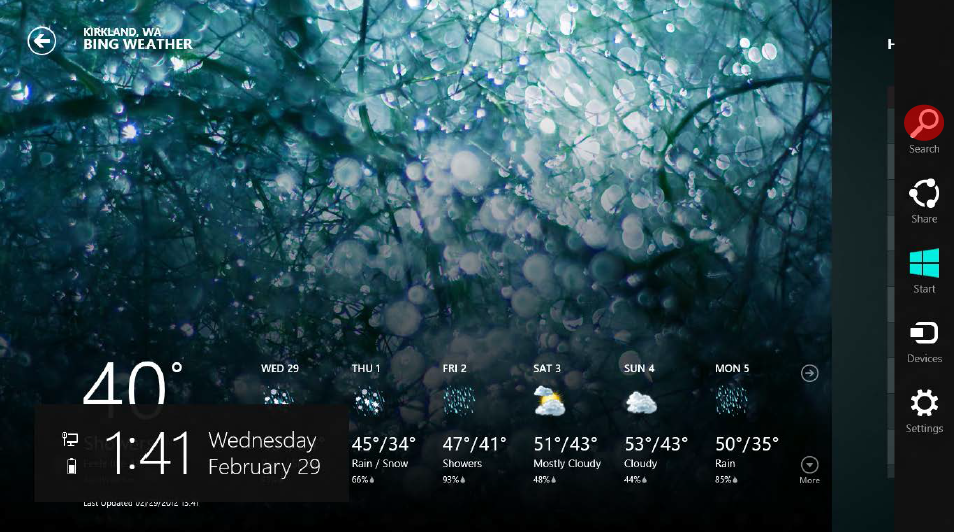 KIRKLAND, WA
BING WEATHER
H
Search
Share
Start
Devices
Settings
40°
WED 29
THU 1
FRI 2
SAT 3
SUN 4
MON 5
1:41
Wednesday
February 29
45°/34°
47°/41°
51°/43°
53°/43°
50°/35°
Rain / Snow
Showers
Mostly Cloudy
Cloudy
Rain
66%
93%
48%
44%
85%
More
Last Updated 02/29/2012 13:41